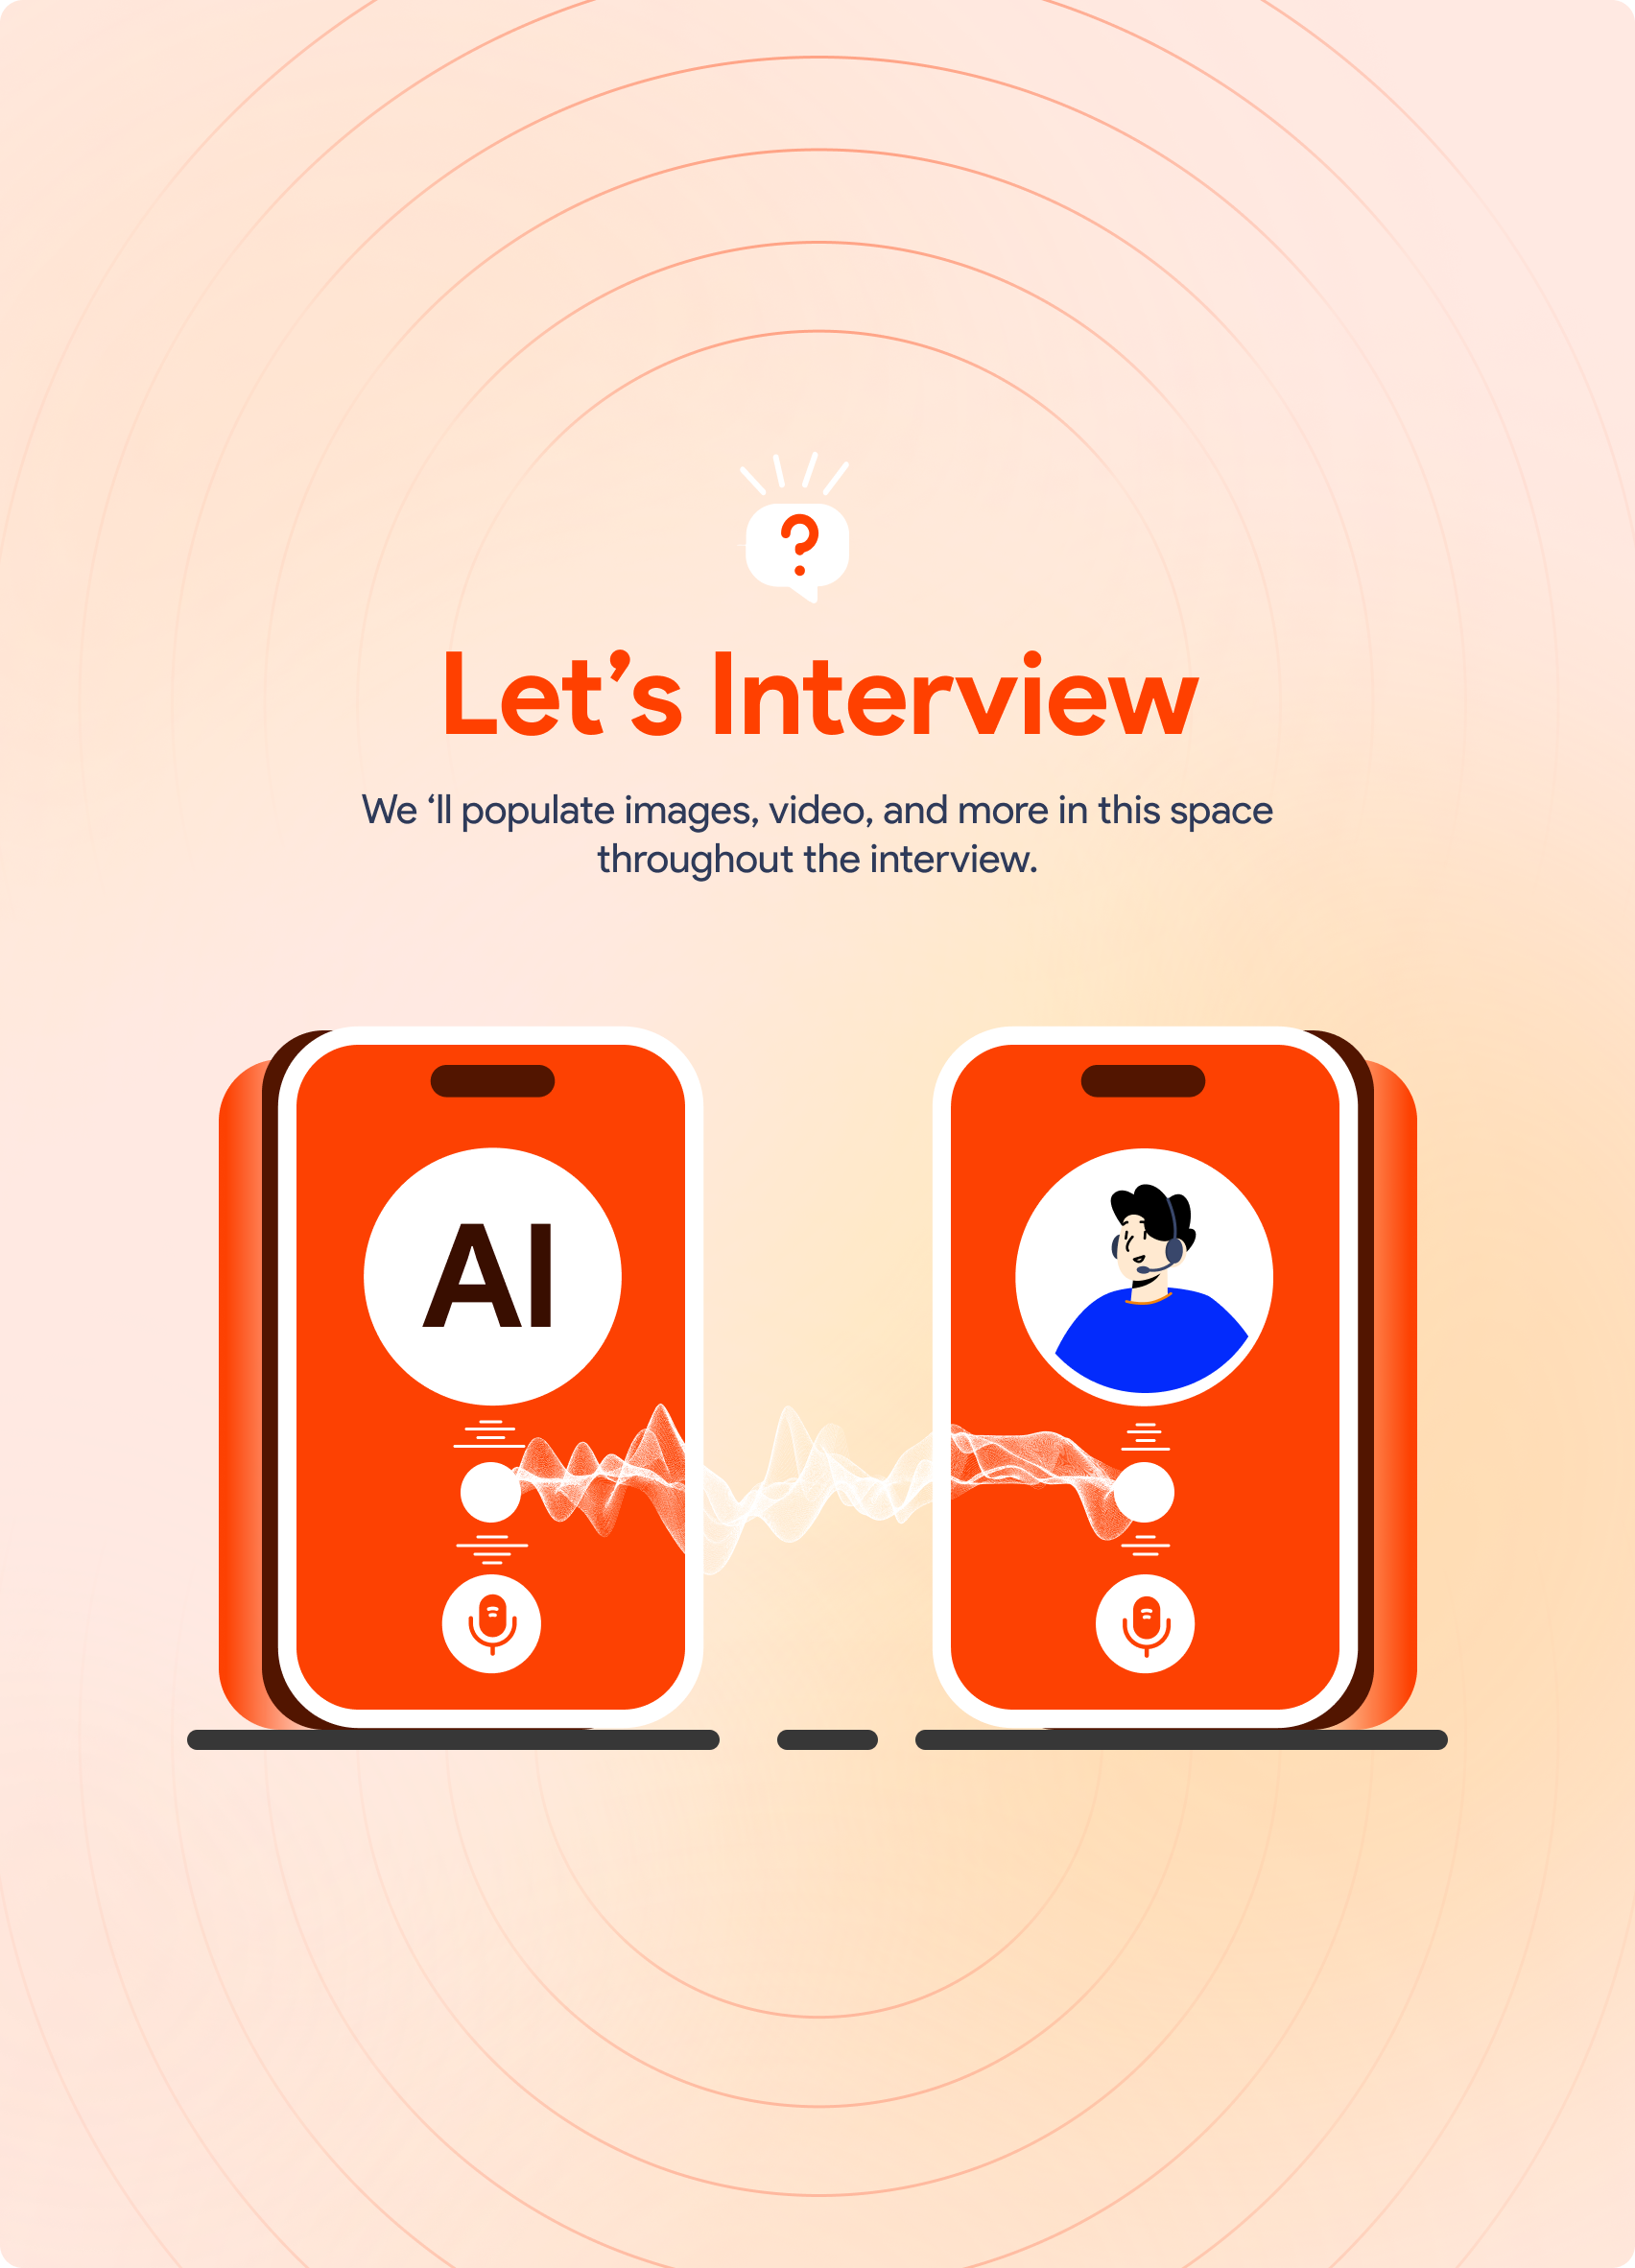 ?
Let’s Interview
We ‘ll populate images, video, and more in this space
throughout the interview.
AI